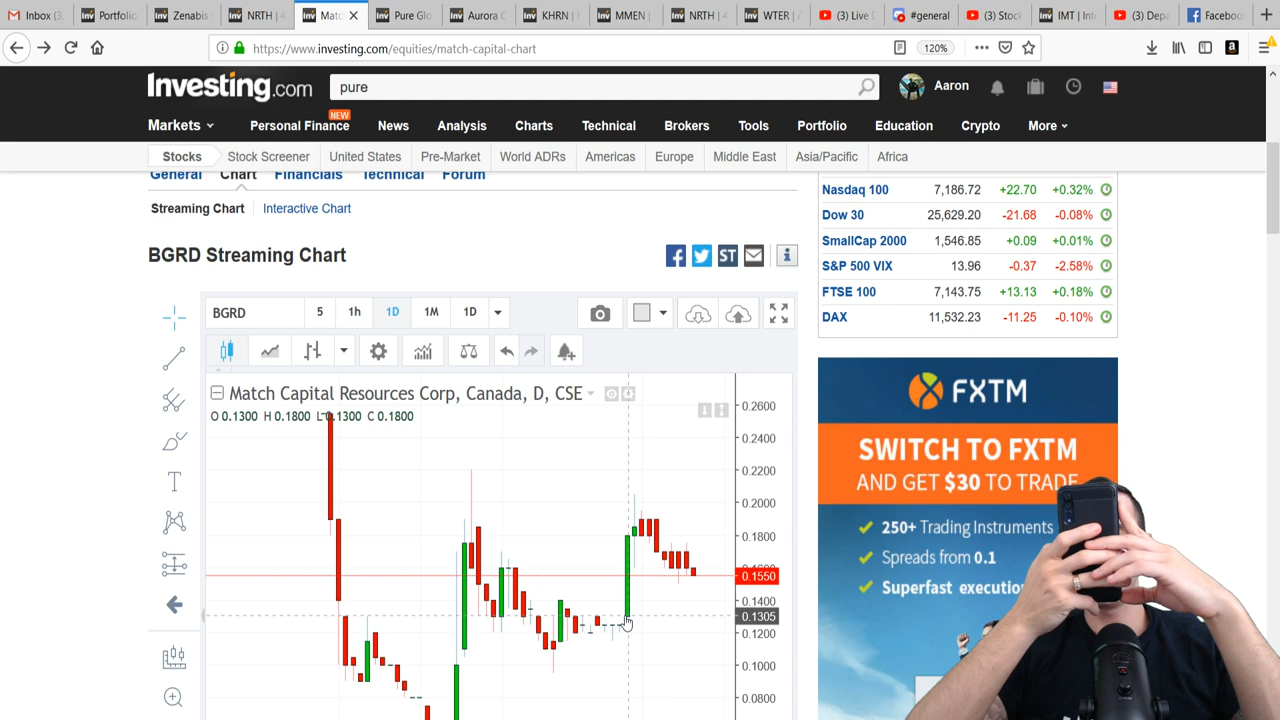 Inbox (3
Portfolio
Zenabis
NRTH | 4
Matc
Pure Glo
Aurora C
KHRN |
MMEN |
NRTH | 4
WTER |
(3) Live
#general
(3) Stock
IMT | Int
(3) Depa
Facebook
https://www.investing.com/equities/match-capital-chart
120%
Investing.com
pure
Aaron
NEW
Markets
Personal Finance
News
Analysis
Charts
Technical
Brokers
Tools
Portfolio
Education
Crypto
More
Stocks
Stock Screener
United States
Pre-Market
World ADRs
Americas
Europe
Middle East
Asia/Pacific
Africa
General
Chart
Financials
Technical
Forum
Streaming Chart
Interactive Chart
BGRD Streaming Chart
ST
Nasdaq 100 7,186.72 +22.70 +0.32%
Dow 30 25,629.20 -21.68 -0.08%
SmallCap 2000 1,546.85 +0.09 +0.01%
S&P 500 VIX 13.96 -0.37 -2.58%
FTSE 100 7,143.75 +13.13 +0.18%
DAX 11,532.23 -11.25 -0.10%
BGRD 5 1h 1D 1M 1D
Match Capital Resources Corp, Canada, D, CSE
O 0.1300 H 0.1800 L 0.1300 C 0.1800
0.2600
0.2400
0.2200
0.2000
0.1800
0.1550
0.1400
0.1305
0.1200
0.1000
0.0800
FXTM
SWITCH TO FXTM
AND GET $30 TO TRADE
250+ Trading Instruments
Spreads from 0.1
Superfast